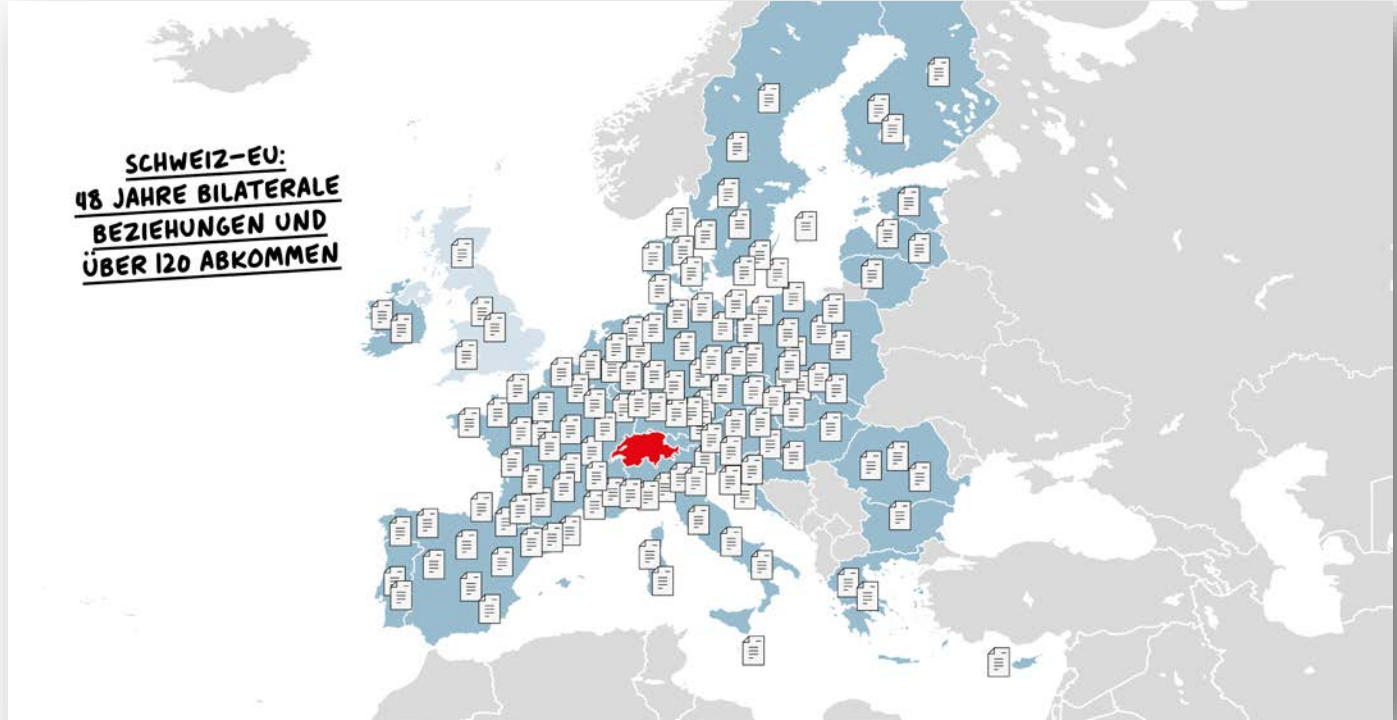 SCHWEIZ-EU:
48 JAHRE BILATERALE
BEZIEHUNGEN UND
ÜBER 120 ABKOMMEN